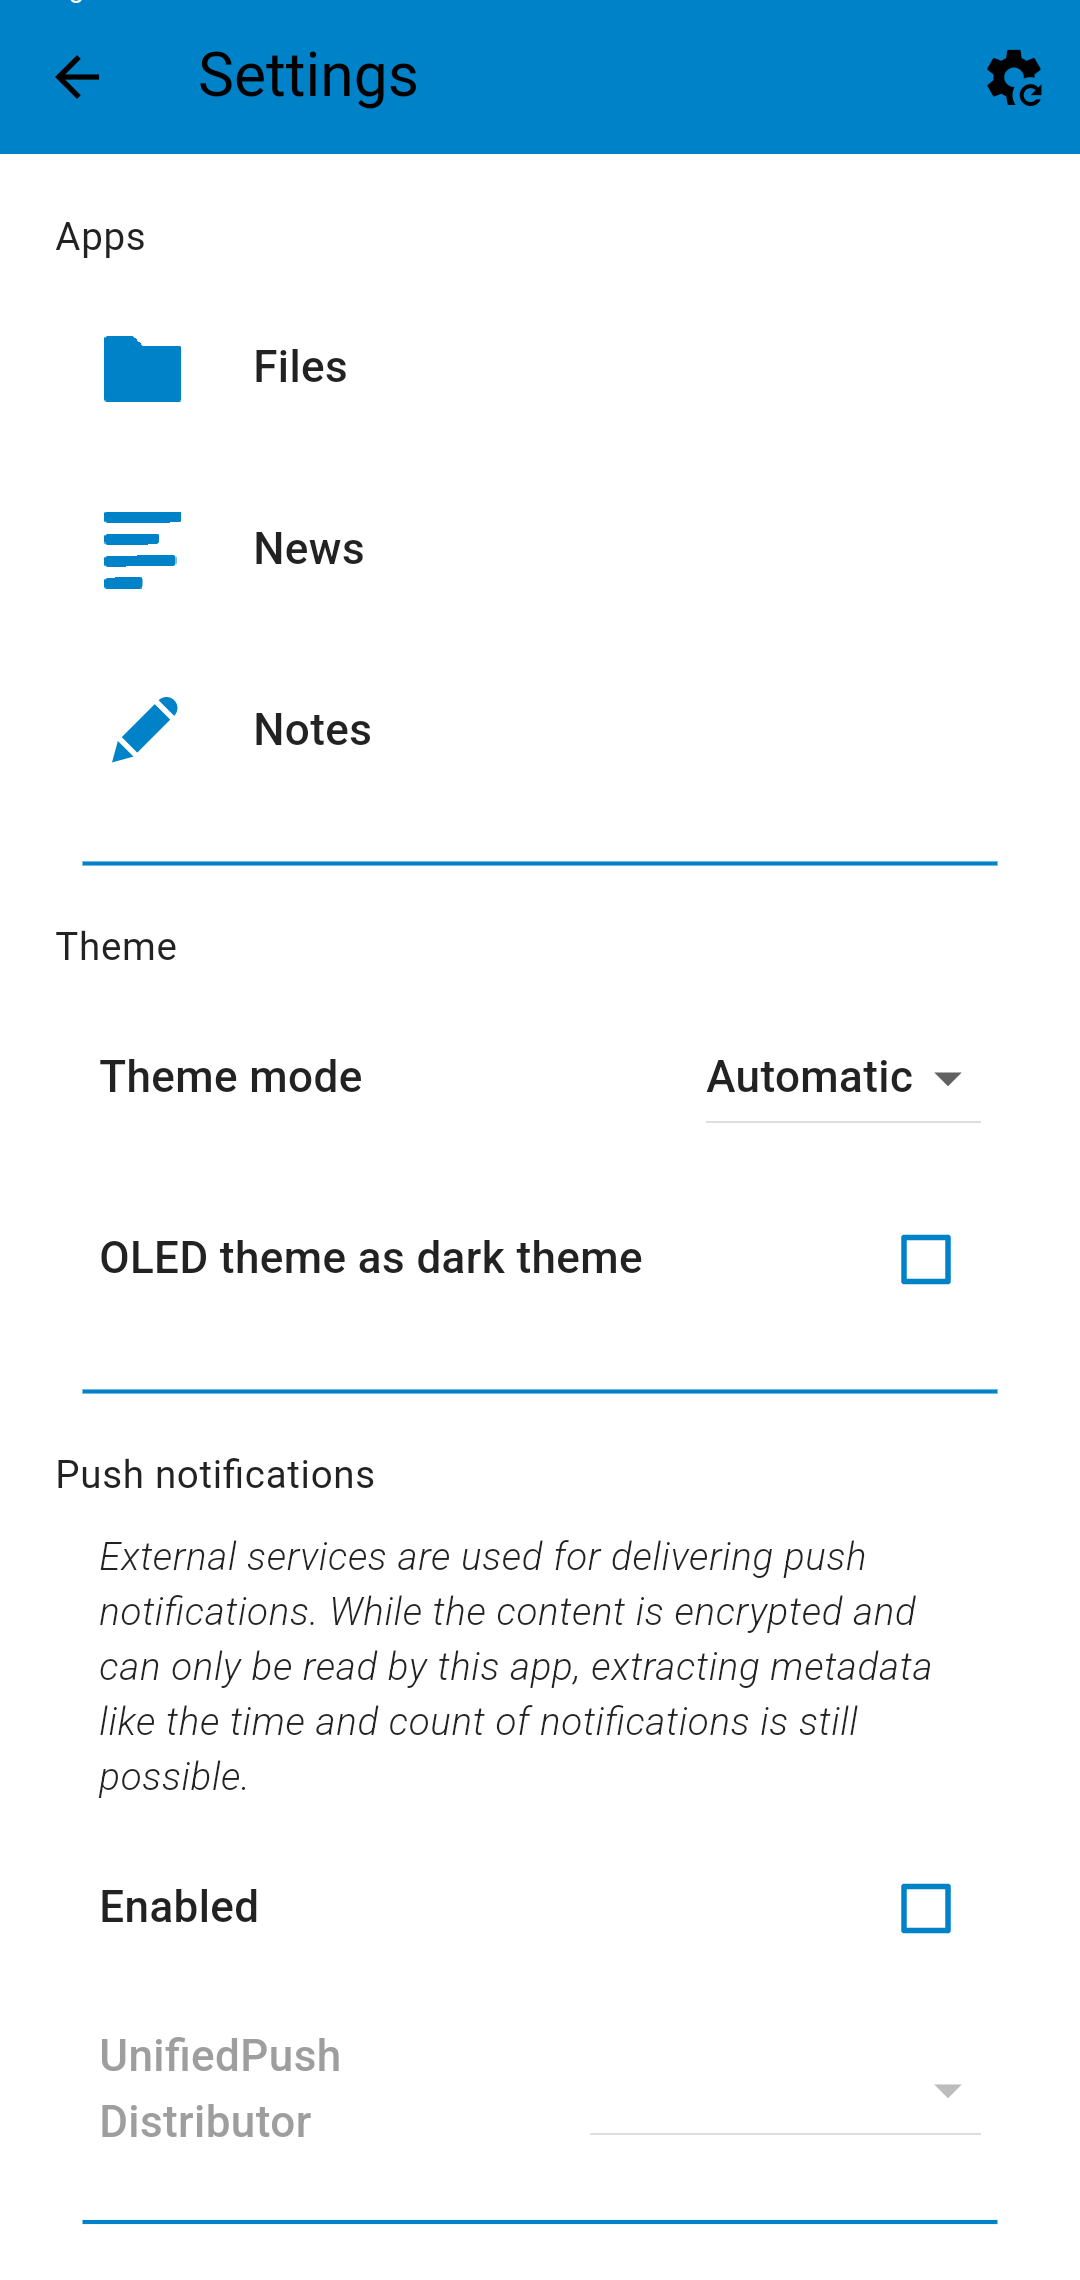 Settings
Apps
Files
News
Notes
Theme
Theme mode
Automatic
OLED theme as dark theme
Push notifications
External services are used for delivering push
notifications. While the content is encrypted and
can only be read by this app, extracting metadata
like the time and count of notifications is still
possible.
Enabled
UnifiedPush
Distributor